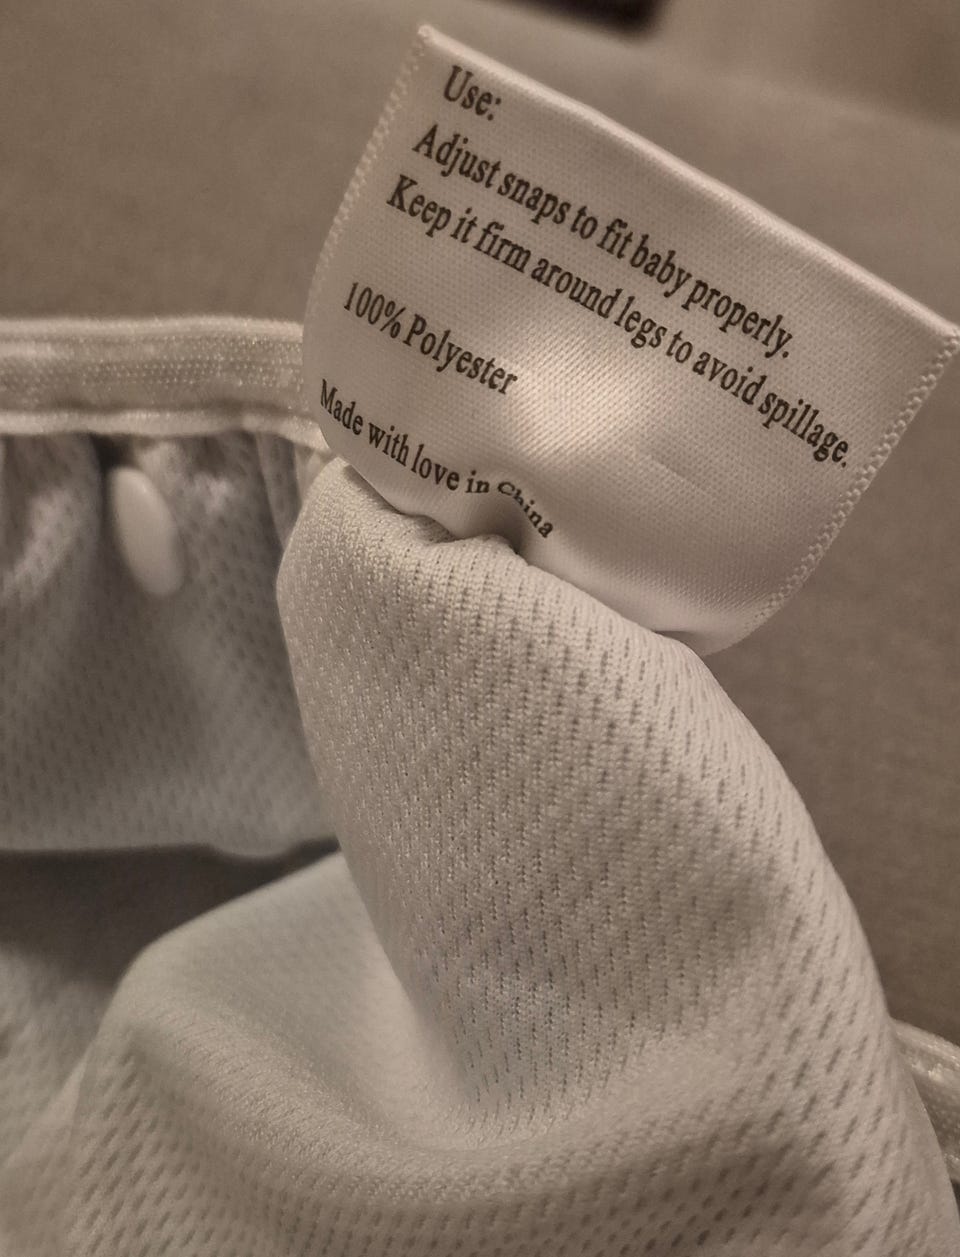 Use:
Adjust snaps to fit baby properly.
Keep it firm around legs to avoid spillage.
100% Polyester
Made with love in China